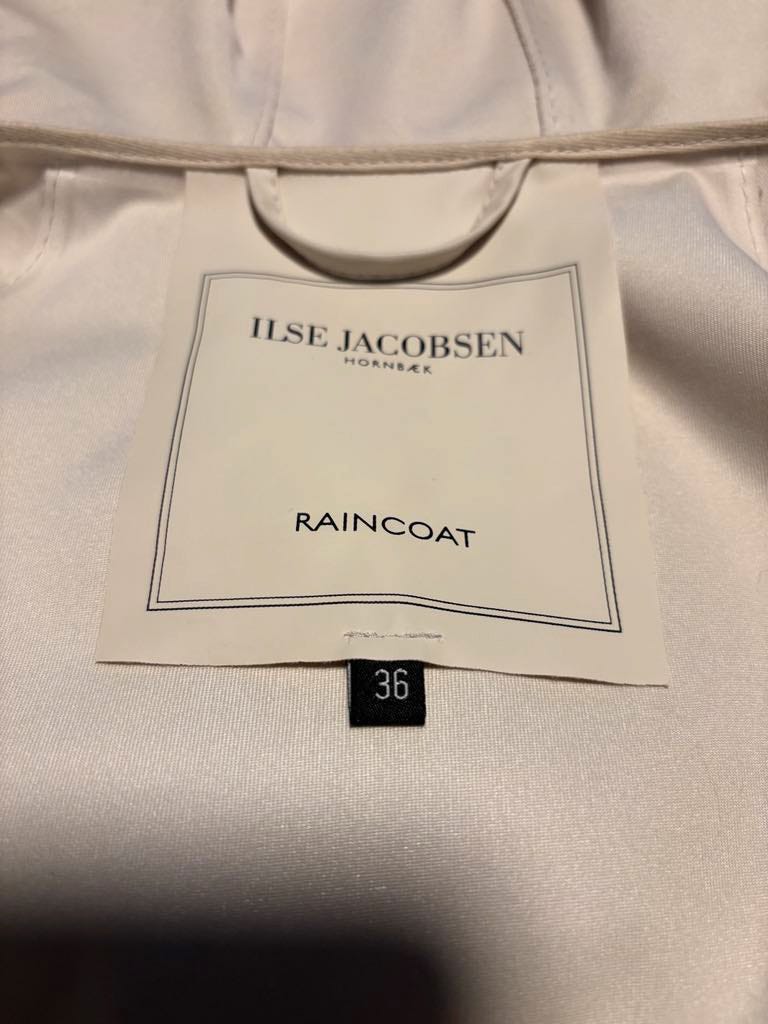 ILSE JACOBSEN
HORNBÆK
RAINCOAT
36